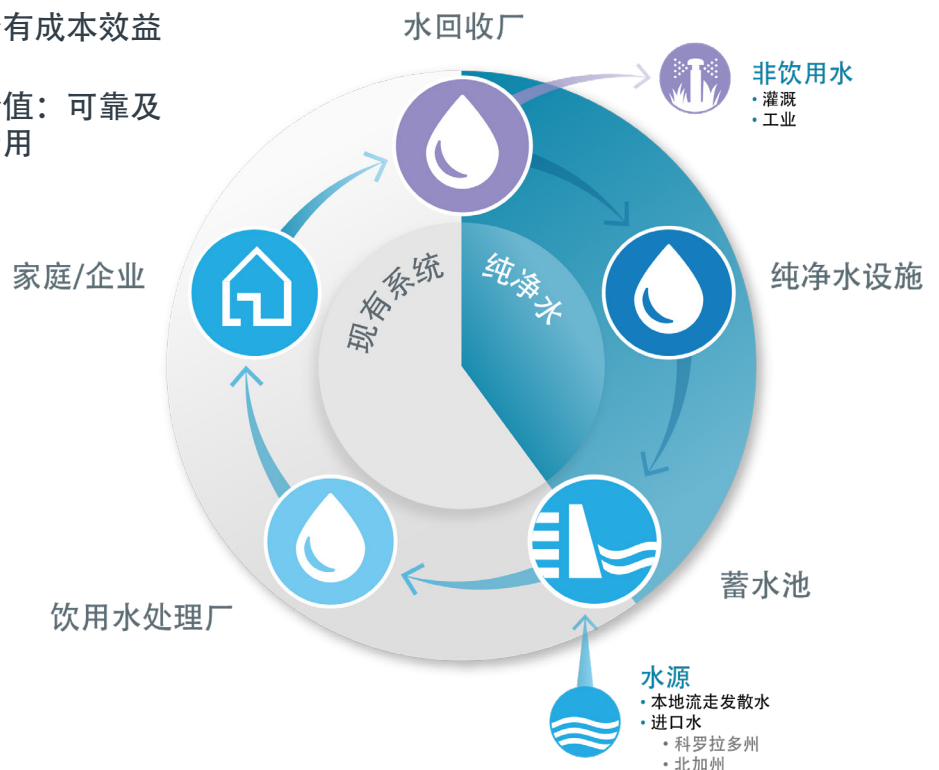 有成本效益
值：可靠及
用
水回收厂
非饮用水
• 灌溉
• 工业
家庭/企业
现有系统
纯净水
纯净水设施
饮用水处理厂
蓄水池
水源
• 本地流走发散水
• 进口水
• 科罗拉多州
• 北加州